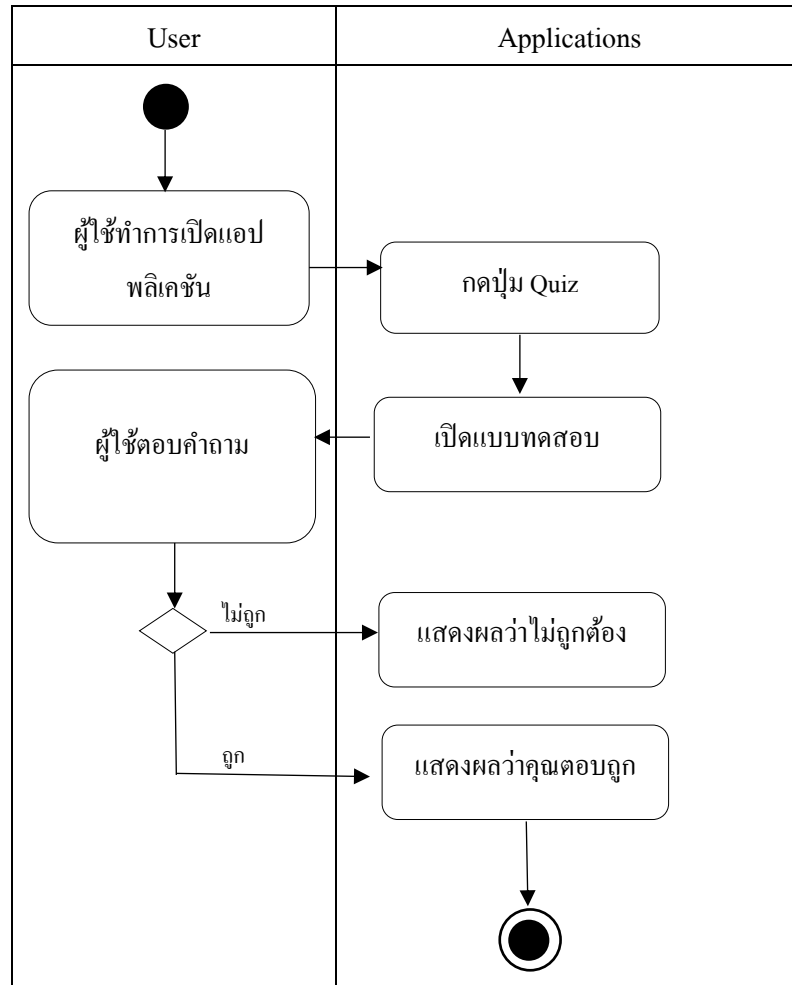 User
Applications
ผู้ใช้ทำการเปิดแอป
พลิเคชัน
กดปุ่ม Quiz
เปิดแบบทดสอบ
ผู้ใช้ตอบคำถาม
ไม่ถูก
แสดงผลว่าไม่ถูกต้อง
ถูก
แสดงผลว่าคุณตอบถูก